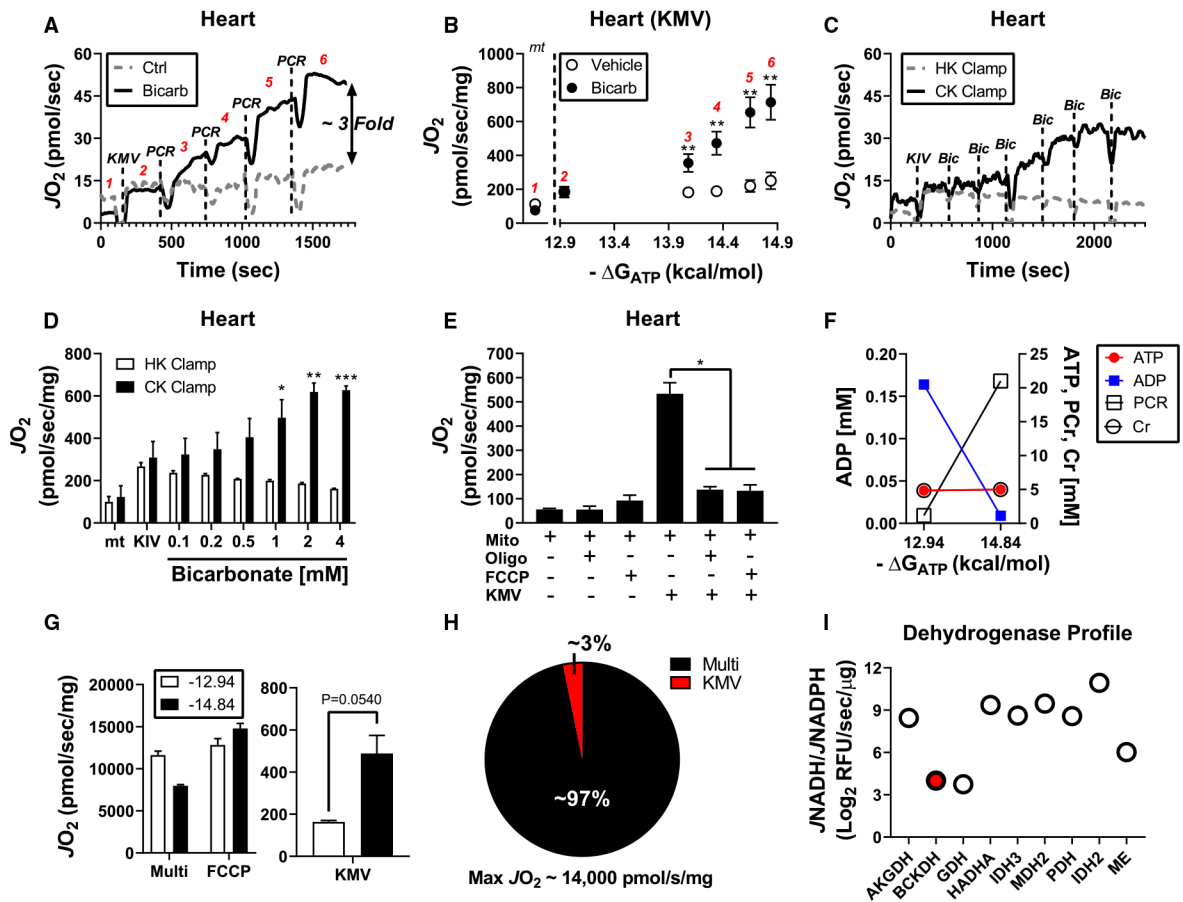 A
Heart
JO2 (pmol/sec)
60
45
30
15
0
Ctrl
Bicarb
1
KMV
2
PCR
3
PCR
4
PCR
5
PCR
6
~ 3 Fold
0
500
1000
1500
Time (sec)
B
Heart (KMV)
JO2
(pmol/sec/mg)
1000
800
600
400
200
0
mt
Vehicle
Bicarb
1
2
3
**
4
**
5
**
6
**
12.9
13.4
13.9
14.4
14.9
- ΔGATP (kcal/mol)
C
Heart
JO2 (pmol/sec)
60
45
30
15
0
HK Clamp
CK Clamp
KIV
Bic
Bic
Bic
Bic
Bic
Bic
0
1000
2000
Time (sec)
D
Heart
JO2
(pmol/sec/mg)
800
600
400
200
0
HK Clamp
CK Clamp
*
**
***
mt
KIV
0.1
0.2
0.5
1
2
4
Bicarbonate [mM]
E
Heart
JO2
(pmol/sec/mg)
700
600
500
400
300
200
100
0
*
Mito + + + + + +
Oligo - + - - + -
FCCP - - + - - +
KMV - - - + + +
F
ADP [mM]
0.20
0.15
0.10
0.05
0.00
25
20
15
10
5
0
ATP, PCr, Cr [mM]
12.94
14.84
- ΔGATP (kcal/mol)
ATP
ADP
PCR
Cr
G
JO2 (pmol/sec/mg)
20000
15000
10000
5000
0
-12.94
-14.84
Multi
FCCP
800
600
400
200
0
P=0.0540
KMV
H
~3%
~97%
Multi
KMV
Max JO2 ~ 14,000 pmol/s/mg
I
Dehydrogenase Profile
JNADH/JNADPH
(Log2 RFU/sec/μg)
12
9
6
3
0
AKGDH
BCKDH
GDH
HADHA
IDH3
MDH2
PDH
IDH2
ME